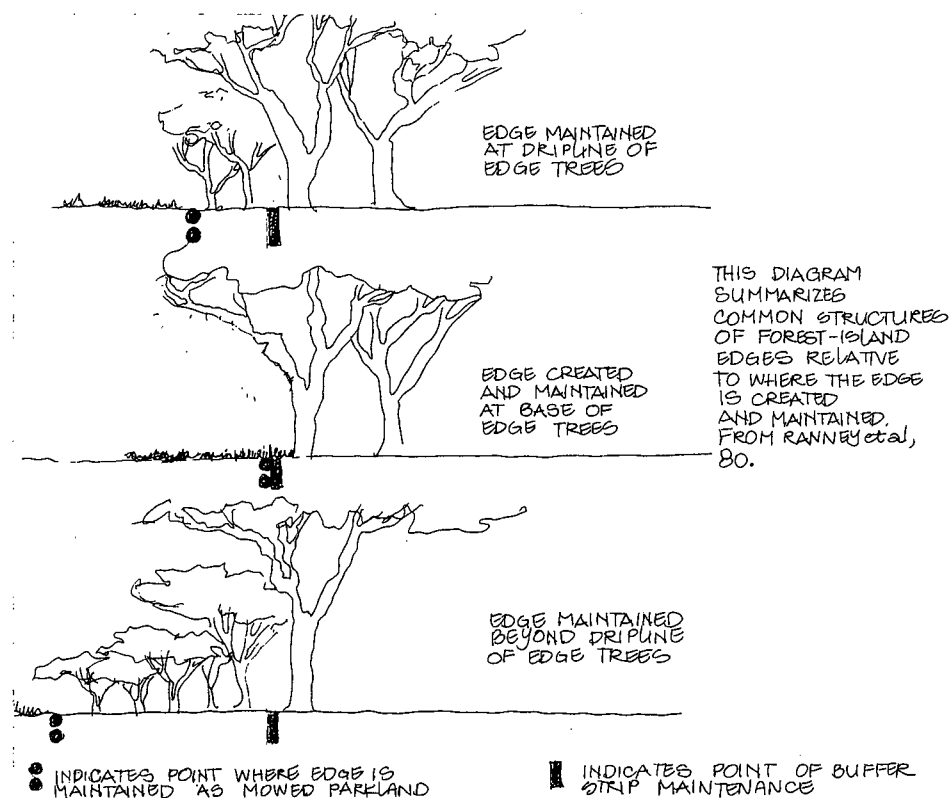 EDGE MAINTAINED
AT DRIPLINE OF
EDGE TREES
THIS DIAGRAM
SUMMARIZES
COMMON STRUCTURES
OF FOREST-ISLAND
EDGES RELATIVE
TO WHERE THE EDGE
IS CREATED
AND MAINTAINED.
FROM RANNEY et al,
80.
EDGE CREATED
AND MAINTAINED
AT BASE OF
EDGE TREES
EDGE MAINTAINED
BEYOND DRIPLINE
OF EDGE TREES
INDICATES POINT WHERE EDGE IS
MAINTAINED AS MOWED PARKLAND
INDICATES POINT OF BUFFER
STRIP MAINTENANCE